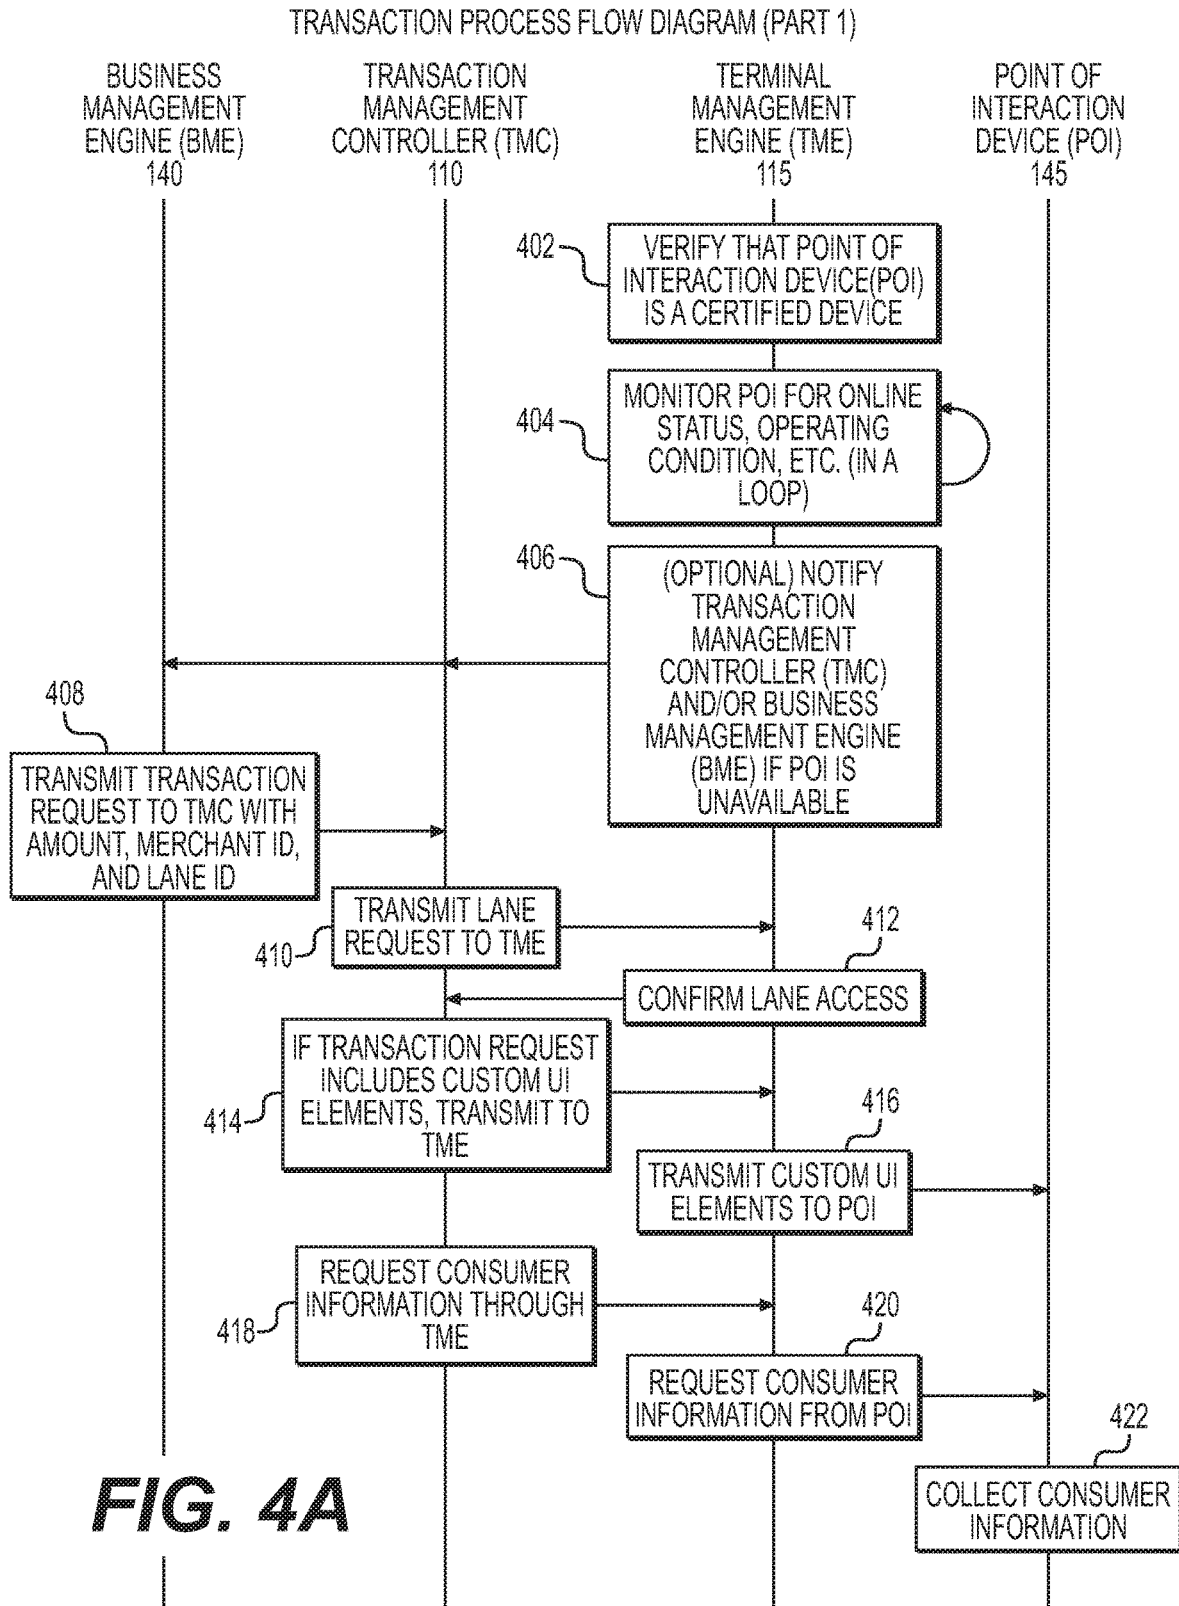 TRANSACTION PROCESS FLOW DIAGRAM (PART 1)
BUSINESS
MANAGEMENT
ENGINE (BME)
140
TRANSACTION
MANAGEMENT
CONTROLLER (TMC)
110
TERMINAL
MANAGEMENT
ENGINE (TME)
115
POINT OF
INTERACTION
DEVICE (POI)
145
402
VERIFY THAT POINT OF
INTERACTION DEVICE(POI)
IS A CERTIFIED DEVICE
404
MONITOR POI FOR ONLINE
STATUS, OPERATING
CONDITION, ETC. (IN A
LOOP)
406
(OPTIONAL) NOTIFY
TRANSACTION
MANAGEMENT
CONTROLLER (TMC)
AND/OR BUSINESS
MANAGEMENT ENGINE
(BME) IF POI IS
UNAVAILABLE
408
TRANSMIT TRANSACTION
REQUEST TO TMC WITH
AMOUNT, MERCHANT ID,
AND LANE ID
410
TRANSMIT LANE
REQUEST TO TME
412
CONFIRM LANE ACCESS
414
IF TRANSACTION REQUEST
INCLUDES CUSTOM UI
ELEMENTS, TRANSMIT TO
TME
416
TRANSMIT CUSTOM UI
ELEMENTS TO POI
418
REQUEST CONSUMER
INFORMATION THROUGH
TME
420
REQUEST CONSUMER
INFORMATION FROM POI
422
COLLECT CONSUMER
INFORMATION
FIG. 4A